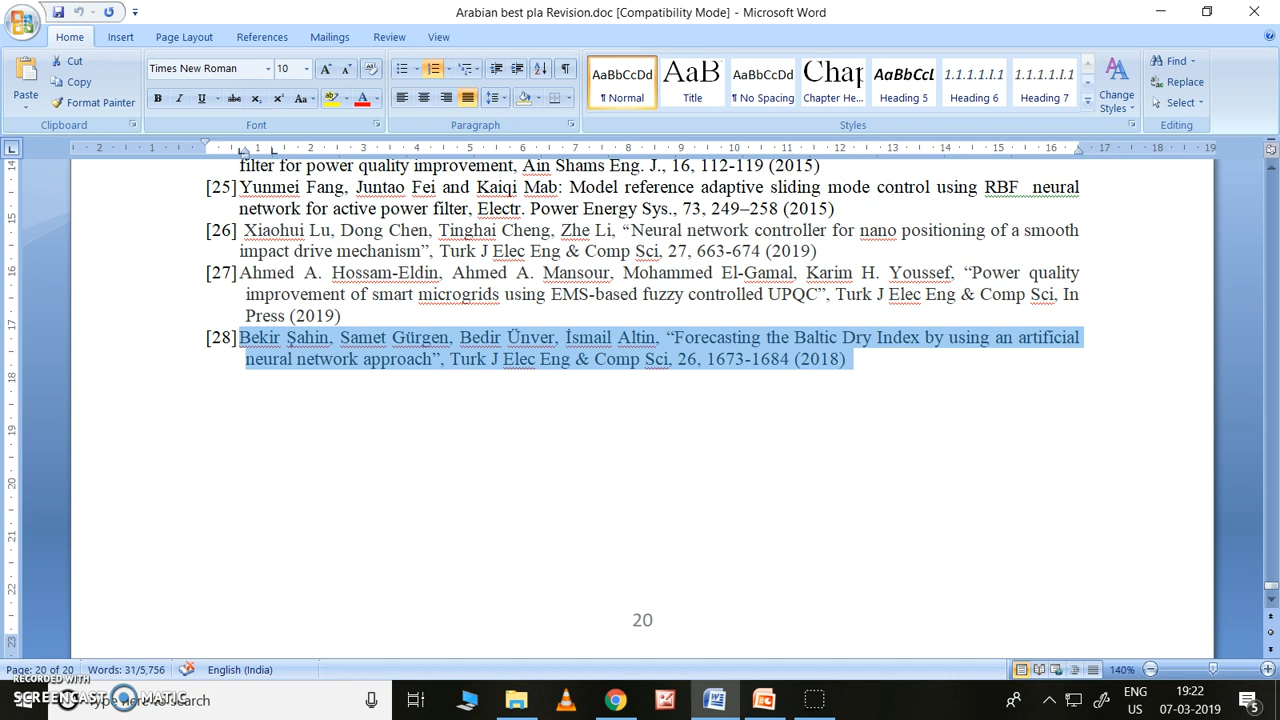 Arabian best pla Revision.doc [Compatibility Mode] - Microsoft Word
Home Insert Page Layout References Mailings Review View
Paste
Cut
Copy
Format Painter
Clipboard
Times New Roman 10
Font
Paragraph
AaBbCcDd AaB AaBbCcDd Chap AaBbCcL 1.1.1.1.1.1 1.1.1.1.1.1
¶ Normal Title ¶ No Spacing Chapter He... Heading 5 Heading 6 Heading 7
Change Styles
Styles
Find
Replace
Select
Editing
filter for power quality improvement, Ain Shams Eng. J., 16, 112-119 (2015)
[25] Yunmei Fang, Juntao Fei and Kaiqi Mab: Model reference adaptive sliding mode control using RBF neural
network for active power filter, Electr. Power Energy Sys., 73, 249–258 (2015)
[26] Xiaohui Lu, Dong Chen, Tinghai Cheng, Zhe Li, “Neural network controller for nano positioning of a smooth
impact drive mechanism”, Turk J Elec Eng & Comp Sci, 27, 663-674 (2019)
[27] Ahmed A. Hossam-Eldin, Ahmed A. Mansour, Mohammed El-Gamal, Karim H. Youssef, “Power quality
improvement of smart microgrids using EMS-based fuzzy controlled UPQC”, Turk J Elec Eng & Comp Sci, In
Press (2019)
[28] Bekir Şahin, Samet Gürgen, Bedir Ünver, İsmail Altin, “Forecasting the Baltic Dry Index by using an artificial
neural network approach”, Turk J Elec Eng & Comp Sci, 26, 1673-1684 (2018)
20
Page: 20 of 20 Words: 31/5,756 English (India) 140%
RECORDED WITH
SCREENCAST MATIC
Type here to search
ENG
US
19:22
07-03-2019
5